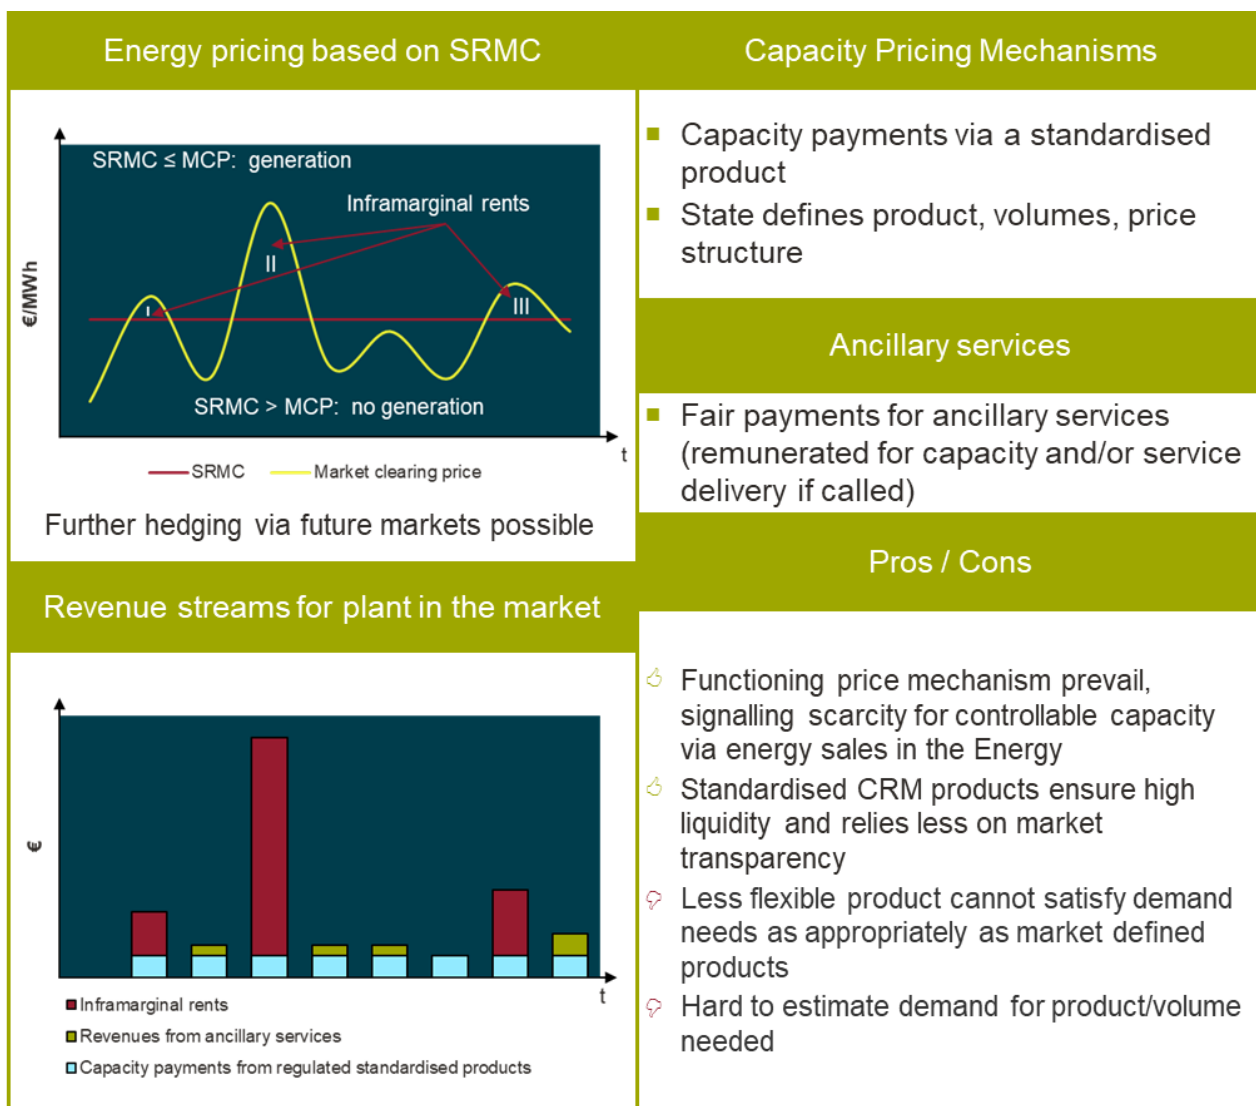 Energy pricing based on SRMC
€/MWh
SRMC ≤ MCP: generation
Inframarginal rents
I
II
III
SRMC > MCP: no generation
t
SRMC
Market clearing price
Further hedging via future markets possible
Revenue streams for plant in the market
€
t
Inframarginal rents
Revenues from ancillary services
Capacity payments from regulated standardised products
Capacity Pricing Mechanisms
Capacity payments via a standardised
product
State defines product, volumes, price
structure
Ancillary services
Fair payments for ancillary services
(remunerated for capacity and/or service
delivery if called)
Pros / Cons
Functioning price mechanism prevail,
signalling scarcity for controllable capacity
via energy sales in the Energy
Standardised CRM products ensure high
liquidity and relies less on market
transparency
Less flexible product cannot satisfy demand
needs as appropriately as market defined
products
Hard to estimate demand for product/volume
needed